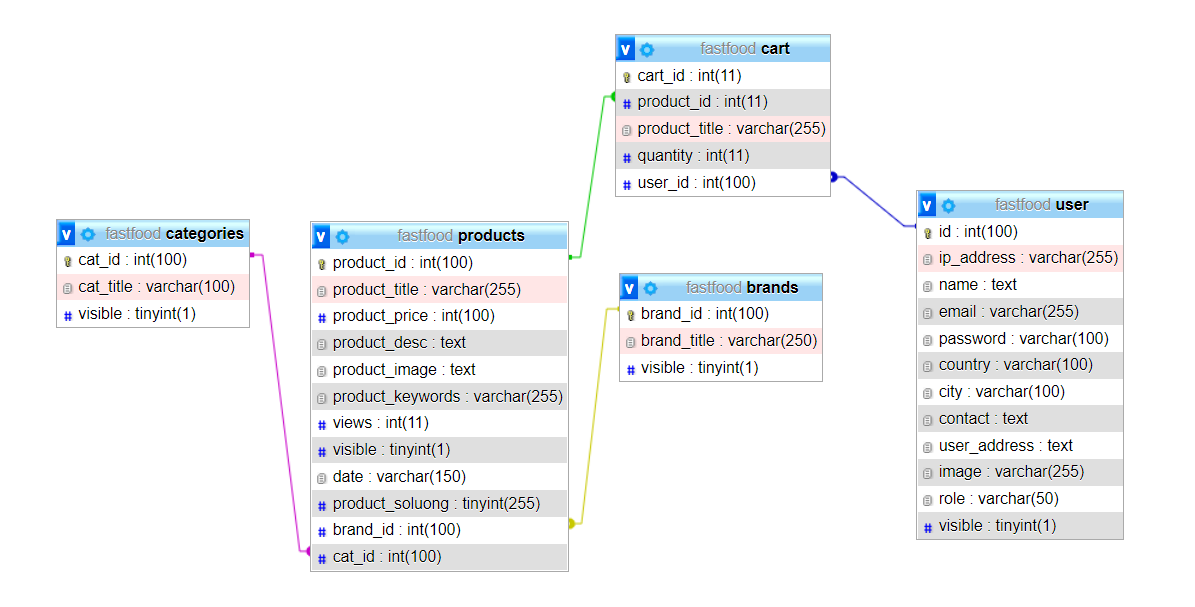 v fastfood cart
cart_id : int(11)
# product_id : int(11)
product_title : varchar(255)
# quantity : int(11)
# user_id : int(100)
v fastfood categories
cat_id : int(100)
cat_title : varchar(100)
# visible : tinyint(1)
v fastfood products
product_id : int(100)
product_title : varchar(255)
# product_price : int(100)
product_desc : text
product_image : text
product_keywords : varchar(255)
# views : int(11)
# visible : tinyint(1)
date : varchar(150)
# product_soluong : tinyint(255)
# brand_id : int(100)
# cat_id : int(100)
v fastfood brands
brand_id : int(100)
brand_title : varchar(250)
# visible : tinyint(1)
v fastfood user
id : int(100)
ip_address : varchar(255)
name : text
email : varchar(255)
password : varchar(100)
country : varchar(100)
city : varchar(100)
contact : text
user_address : text
image : varchar(255)
role : varchar(50)
# visible : tinyint(1)